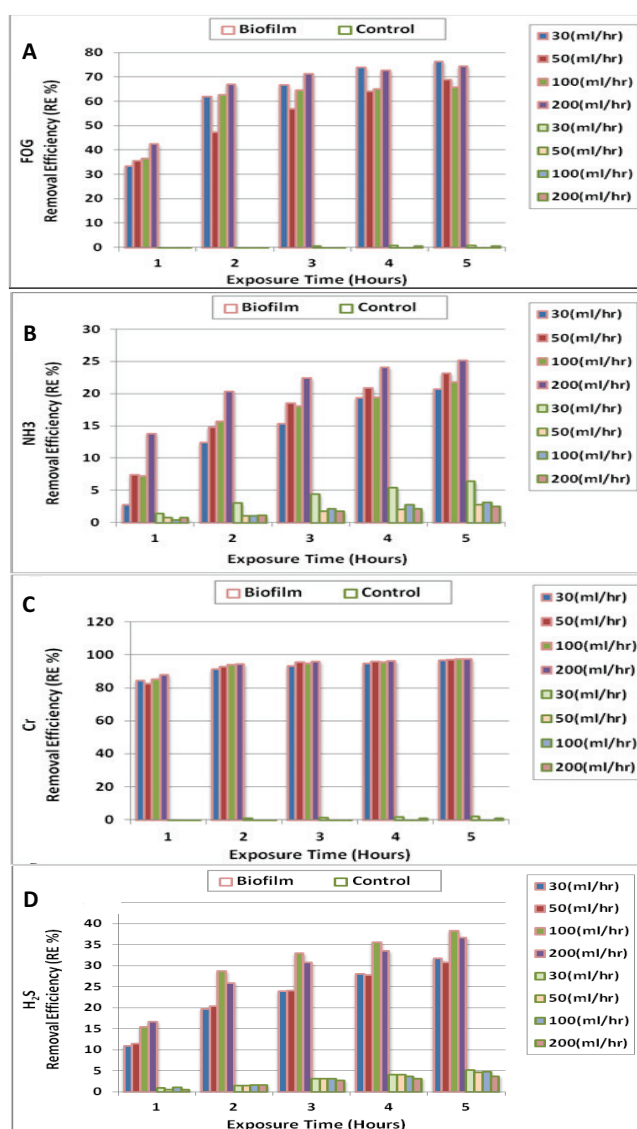 A
Biofilm Control
FOG
Removal Efficiency (RE %)
80
70
60
50
40
30
20
10
0
1 2 3 4 5
Exposure Time (Hours)
30(ml/hr)
50(ml/hr)
100(ml/hr)
200(ml/hr)
30(ml/hr)
50(ml/hr)
100(ml/hr)
200(ml/hr)
B
Biofilm Control
NH3
Removal Efficiency (RE %)
30
25
20
15
10
5
0
1 2 3 4 5
Exposure Time (Hours)
30(ml/hr)
50(ml/hr)
100(ml/hr)
200(ml/hr)
30(ml/hr)
50(ml/hr)
100(ml/hr)
200(ml/hr)
C
Biofilm Control
Cr
Removal Efficiency (RE %)
120
100
80
60
40
20
0
1 2 3 4 5
Exposure Time (Hours)
30(ml/hr)
50(ml/hr)
100(ml/hr)
200(ml/hr)
30(ml/hr)
50(ml/hr)
100(ml/hr)
200(ml/hr)
D
Biofilm Control
H₂S
Removal Efficiency (RE %)
40
35
30
25
20
15
10
5
0
1 2 3 4 5
Exposure Time (Hours)
30(ml/hr)
50(ml/hr)
100(ml/hr)
200(ml/hr)
30(ml/hr)
50(ml/hr)
100(ml/hr)
200(ml/hr)